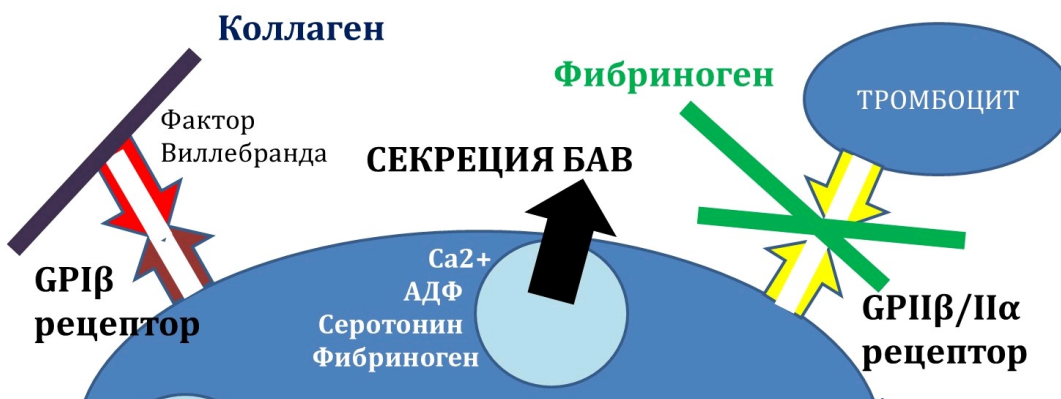 Коллаген
Фибриноген
ТРОМБОЦИТ
Фактор
Виллебранда
СЕКРЕЦИЯ БАВ
Ca2+
АДФ
Серотонин
Фибриноген
GPIβ
рецептор
GPIIβ/IIα
рецептор